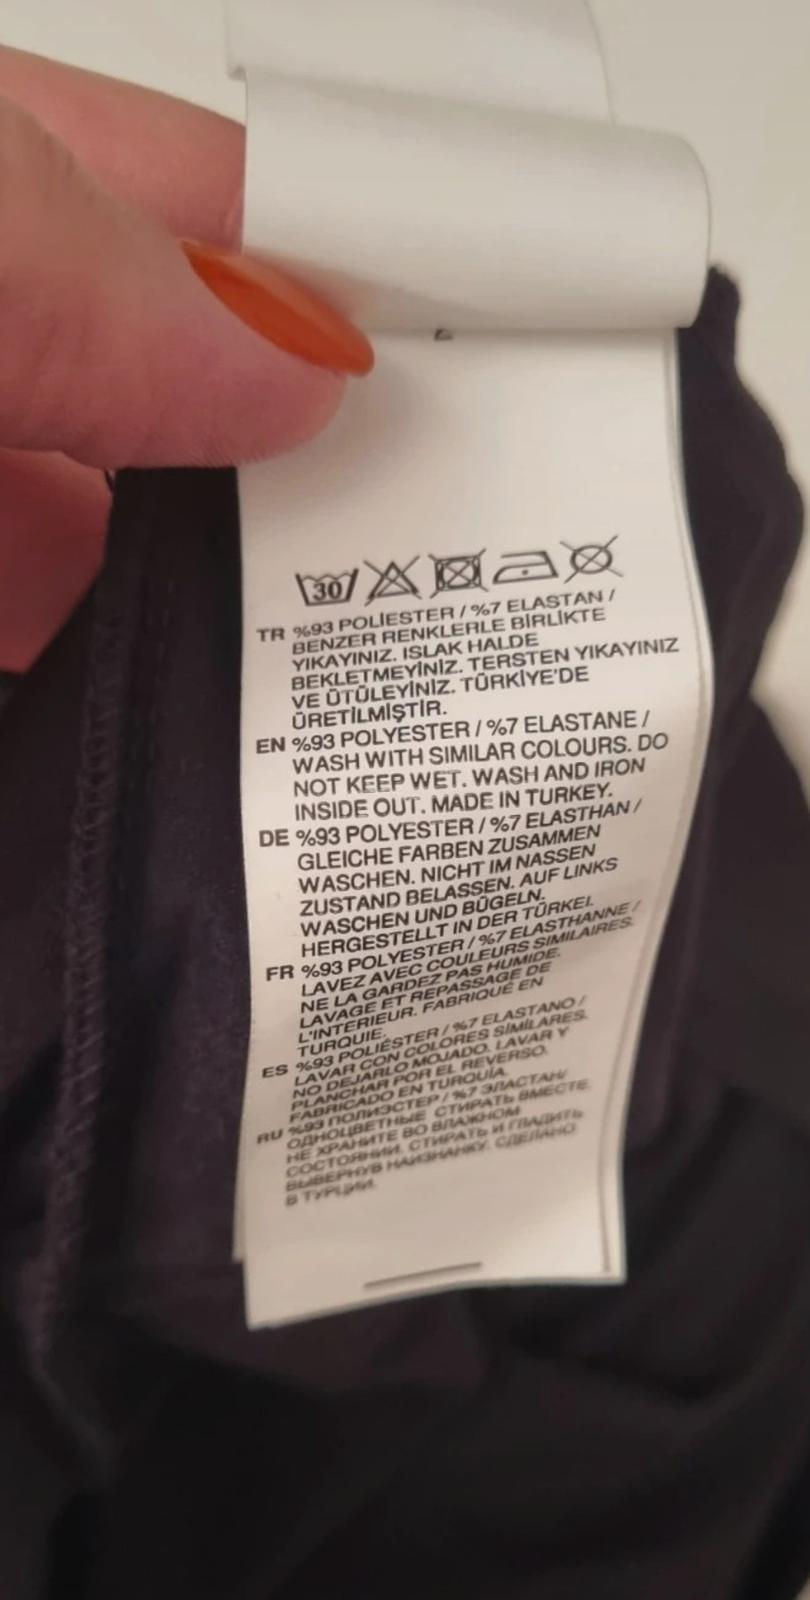 30
TR %93 POLİESTER / %7 ELASTAN /
BENZER RENKLERLE BİRLİKTE
YIKAYINIZ. ISLAK HALDE
BEKLETMEYİNİZ. TERSTEN YIKAYINIZ
VE ÜTÜLEYİNİZ. TÜRKİYE'DE
ÜRETİLMİŞTİR.
EN %93 POLYESTER / %7 ELASTANE /
WASH WITH SIMILAR COLOURS. DO
NOT KEEP WET. WASH AND IRON
INSIDE OUT. MADE IN TURKEY.
DE %93 POLYESTER / %7 ELASTHAN /
GLEICHE FARBEN ZUSAMMEN
WASCHEN. NICHT IM NASSEN
ZUSTAND BELASSEN. AUF LINKS
WASCHEN UND BÜGELN.
HERGESTELLT IN DER TÜRKEI.
FR %93 POLYESTER / %7 ELASTHANNE /
LAVEZ AVEC COULEURS SIMILAIRES.
NE LA GARDEZ PAS HUMIDE.
LAVAGE ET REPASSAGE DE
L'INTERIEUR. FABRIQUÉ EN
TURQUIE.
ES %93 POLIÉSTER / %7 ELASTANO /
LAVAR CON COLORES SIMILARES.
NO DEJARLO MOJADO. LAVAR Y
PLANCHAR POR EL REVERSO.
FABRICADO EN TURQUÍA.
RU %93 ПОЛИЭСТЕР / %7 ЭЛАСТАН/
ОДНОЦВЕТНЫЕ СТИРАТЬ ВМЕСТЕ.
НЕ ХРАНИТЕ ВО ВЛАЖНОМ
СОСТОЯНИИ. СТИРАТЬ И ГЛАДИТЬ
ВЫВЕРНУВ НАИЗНАНКУ. СДЕЛАНО
В ТУРЦИИ.